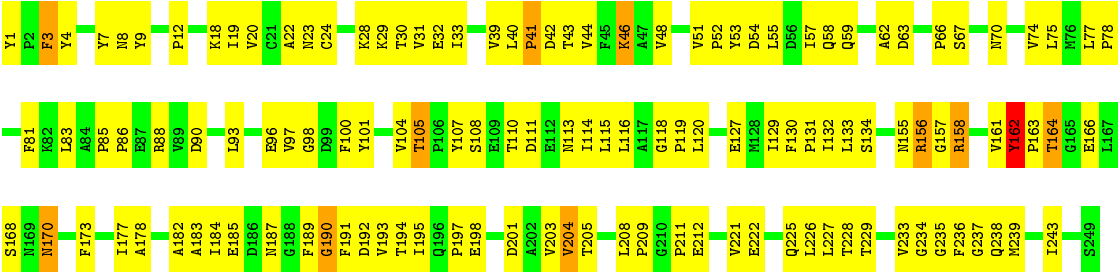 Y1 P2 F3 Y4 Y7 N8 Y9 P12 K18 I19 V20 C21 A22 N23 C24 K28 K29 T30 V31 E32 I33 V39 L40 P41 D42 T43 V44 F45 K46 A47 V48 V51 P52 Y53 D54 L55 D56 I57 Q58 Q59 A62 D63 P66 S67 N70 V74 L75 M76 L77 P78
F81 K82 L83 A84 P85 P86 E87 R88 V89 D90 L93 E96 V97 G98 D99 F100 Y101 V104 T105 P106 Y107 S108 E109 T110 D111 E112 N113 I114 L115 L116 A117 G118 P119 L120 E127 M128 I129 F130 P131 I132 L133 S134 N155 R156 G157 R158 V161 Y162 P163 T164 G165 E166 L167
S168 N169 N170 F173 I177 A178 A182 A183 I184 E185 D186 N187 G188 F189 G190 F191 D192 V193 T194 I195 Q196 P197 E198 D201 A202 V203 V204 T205 L208 P209 G210 P211 E212 V221 E222 Q225 L226 L227 T228 T229 V233 G234 G235 F236 G237 Q238 M239 I243 S249